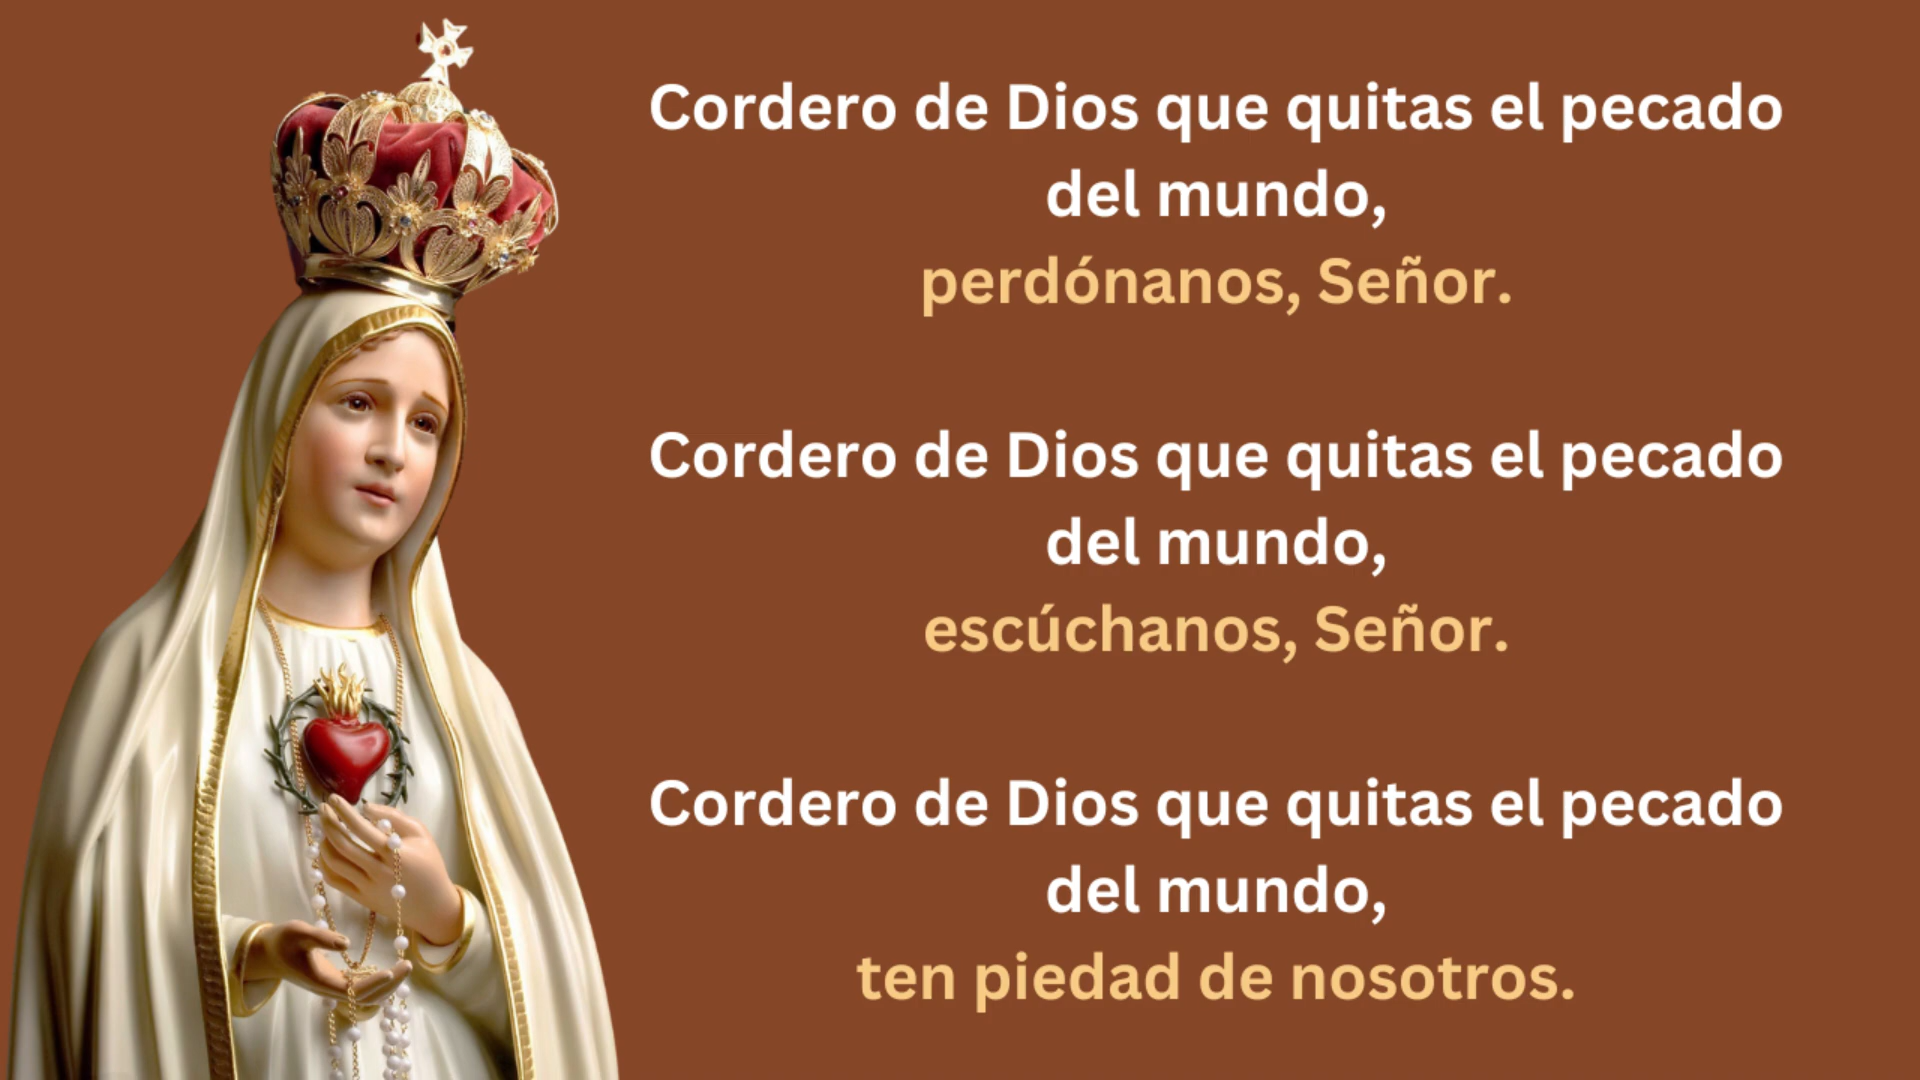 Cordero de Dios que quitas el pecado
del mundo,
perdónanos, Señor.
Cordero de Dios que quitas el pecado
del mundo,
escúchanos, Señor.
Cordero de Dios que quitas el pecado
del mundo,
ten piedad de nosotros.